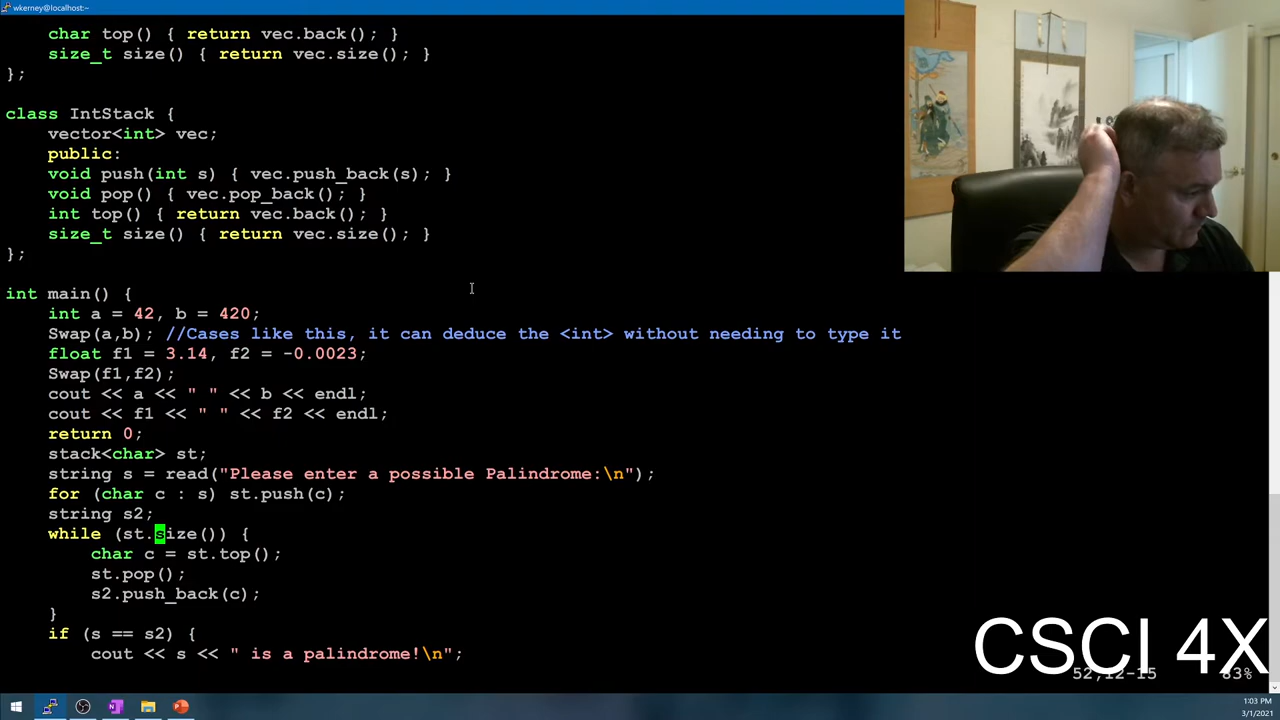 wkerney@localhost:~
char top() { return vec.back(); }
size_t size() { return vec.size(); }
};
class IntStack {
vector<int> vec;
public:
void push(int s) { vec.push_back(s); }
void pop() { vec.pop_back(); }
int top() { return vec.back(); }
size_t size() { return vec.size(); }
};
int main() {
int a = 42, b = 420;
Swap(a,b); //Cases like this, it can deduce the <int> without needing to type it
float f1 = 3.14, f2 = -0.0023;
Swap(f1,f2);
cout << a << " " << b << endl;
cout << f1 << " " << f2 << endl;
return 0;
stack<char> st;
string s = read("Please enter a possible Palindrome:\n");
for (char c : s) st.push(c);
string s2;
while (st.size()) {
char c = st.top();
st.pop();
s2.push_back(c);
}
if (s == s2) {
cout << s << " is a palindrome!\n";
CSCI 4X
52,12-15 83%
1:03 PM
3/1/2021